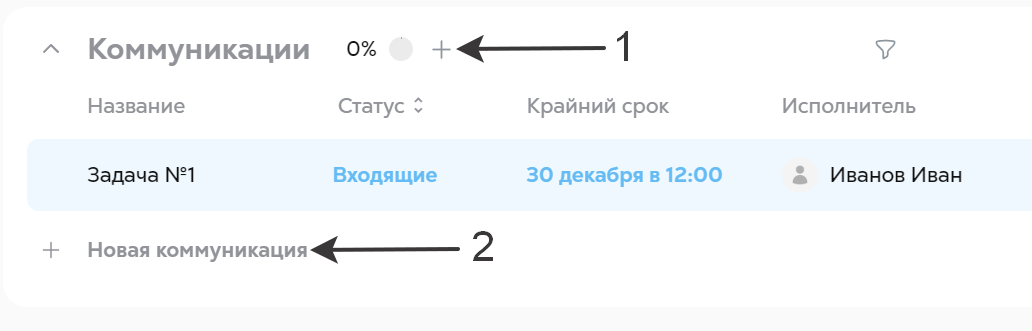 Коммуникации 0% 1
Название Статус Крайний срок Исполнитель
Задача №1 Входящие 30 декабря в 12:00 Иванов Иван
Новая коммуникация 2